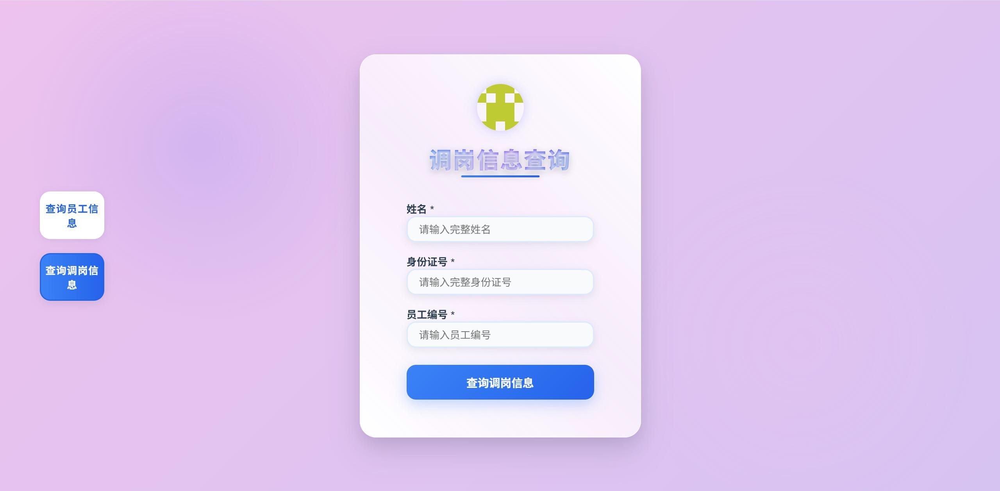 调岗信息查询
查询员工信
息
查询调岗信
息
姓名 *
请输入完整姓名
身份证号 *
请输入完整身份证号
员工编号 *
请输入员工编号
查询调岗信息